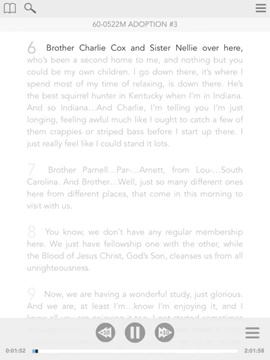 60-0522M ADOPTION #3
6 Brother Charlie Cox and Sister Nellie over here,
who's been a second home to me, and nothing but you
could be my own children. I go down there, it's where I
spend most of my time of relaxing, is down there. He's
the best squirrel hunter in Kentucky when I'm in Indiana.
And so Indiana…And Charlie, I'm telling you I'm just
longing, feeling awful much like I ought to catch a few of
them crappies or striped bass before I start up there. I
just really feel like I could stand it lots.
7 Brother Parnell…Par-…Arnett, from Lou-…South
Carolina. And Brother…Well, just so many different ones
here from different places, that come in this morning to
visit with us.
8 You know, we don't have any regular membership
here. We just have fellowship one with the other, while
the Blood of Jesus Christ, God's Son, cleanses us from all
unrighteousness.
9 Now, we are having a wonderful study, just glorious.
And we are, at least I'm…know I'm enjoying it, and I
0:01:52
2:01:58